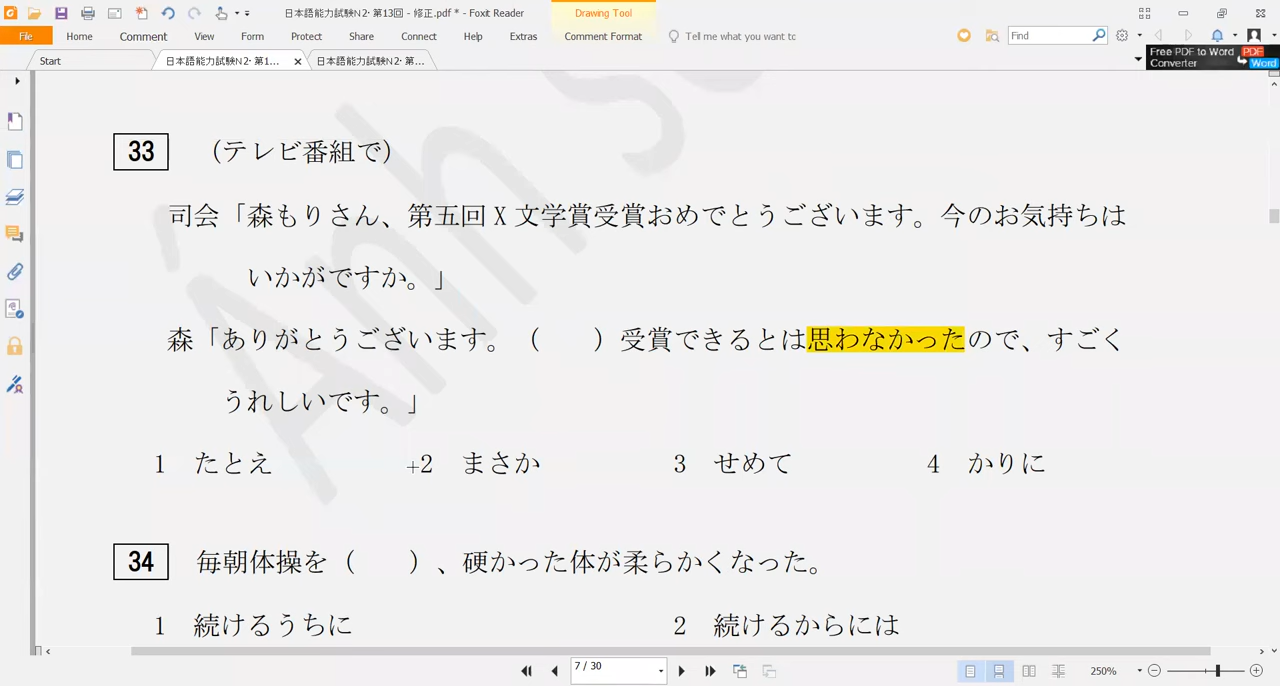 日本語能力試験N2・第13回 - 修正.pdf * - Foxit Reader
Drawing Tool
File Home Comment View Form Protect Share Connect Help Extras Comment Format Tell me what you want tc Find
Free PDF to Word Converter PDF Word
Start 日本語能力試験N2・第1... 日本語能力試験N2・第...
33 （テレビ番組で）
司会「森もりさん、第五回 X 文学賞受賞おめでとうございます。今のお気持ちは
いかがですか。」
森「ありがとうございます。（　　）受賞できるとは思わなかったので、すごく
うれしいです。」
1 たとえ 2 まさか 3 せめて 4 かりに
34 毎朝体操を（　　）、硬かった体が柔らかくなった。
1 続けるうちに 2 続けるからには
7 / 30 250%